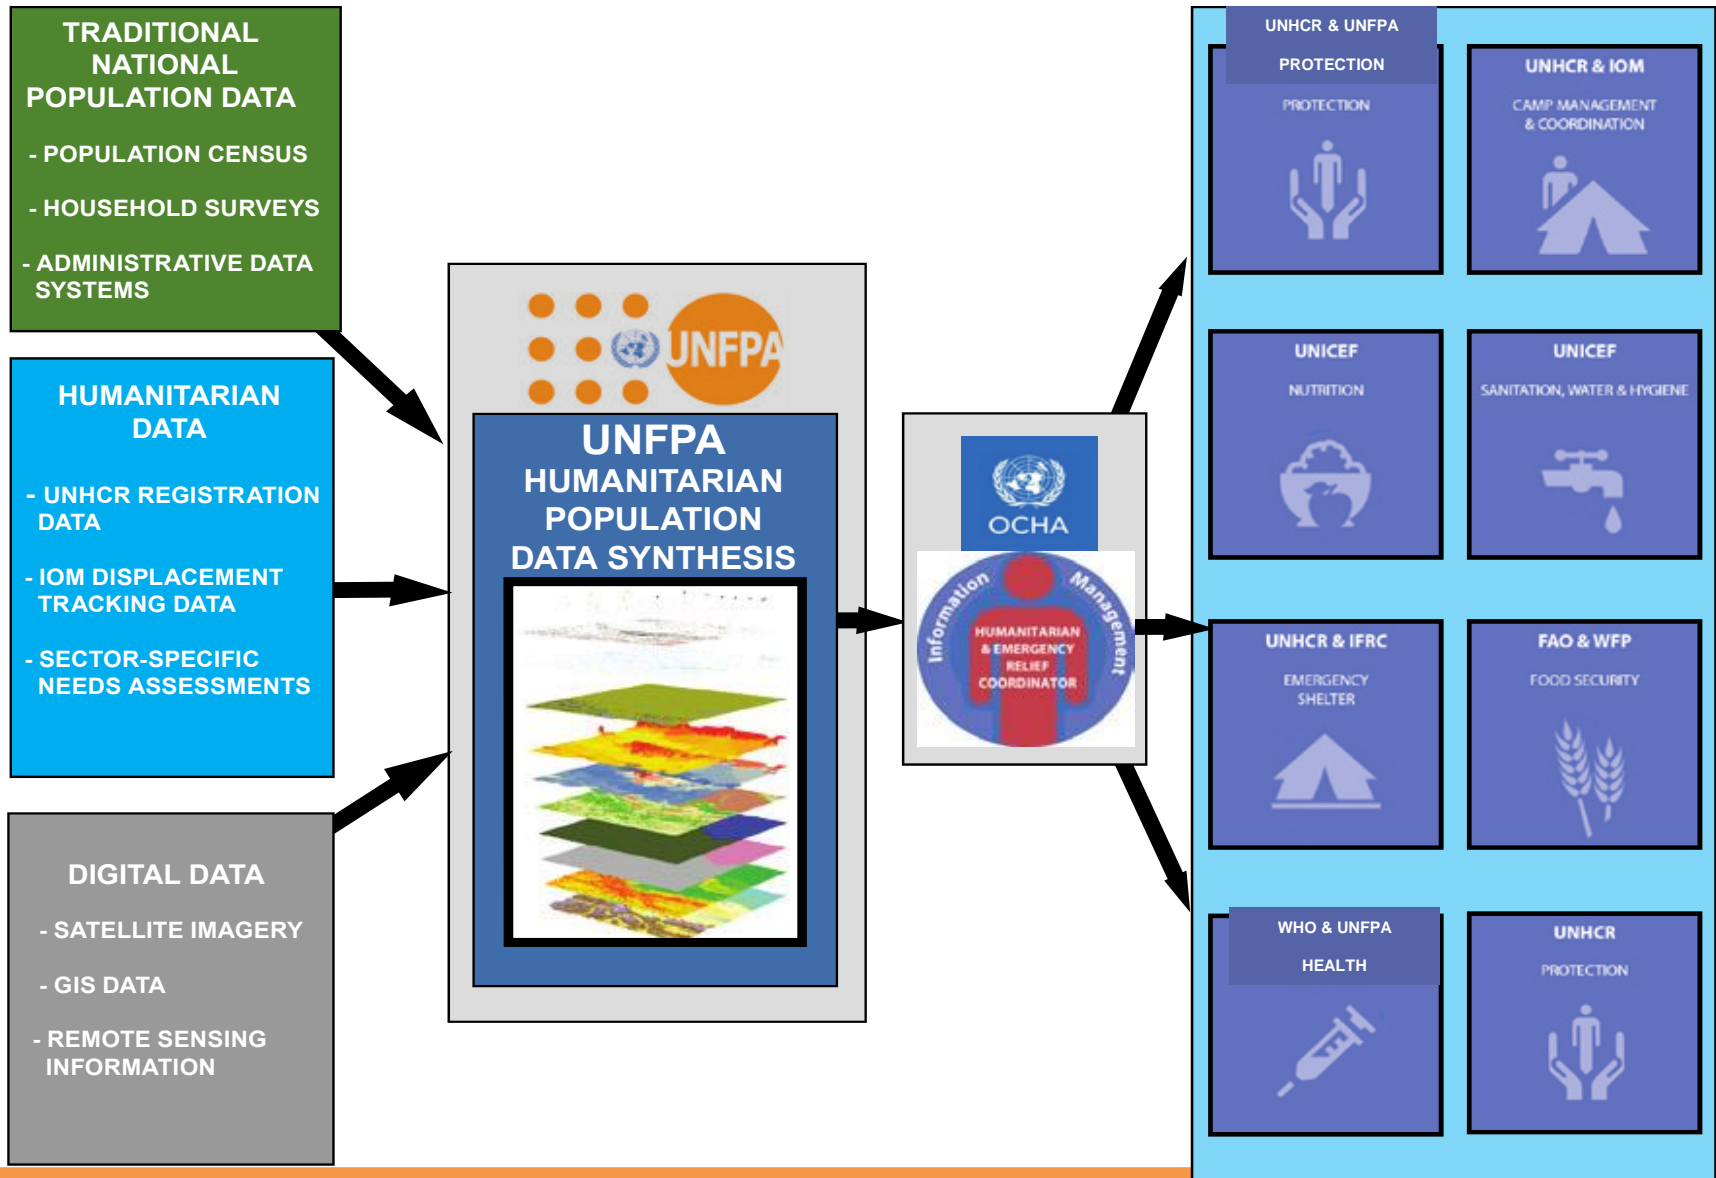 TRADITIONAL
NATIONAL
POPULATION DATA
- POPULATION CENSUS
- HOUSEHOLD SURVEYS
- ADMINISTRATIVE DATA
SYSTEMS
HUMANITARIAN
DATA
- UNHCR REGISTRATION
DATA
- IOM DISPLACEMENT
TRACKING DATA
- SECTOR-SPECIFIC
NEEDS ASSESSMENTS
DIGITAL DATA
- SATELLITE IMAGERY
- GIS DATA
- REMOTE SENSING
INFORMATION
UNFPA
UNFPA
HUMANITARIAN
POPULATION
DATA SYNTHESIS
OCHA
Information Management
HUMANITARIAN
& EMERGENCY
RELIEF
COORDINATOR
UNHCR & UNFPA
PROTECTION
PROTECTION
UNHCR & IOM
CAMP MANAGEMENT
& COORDINATION
UNICEF
NUTRITION
UNICEF
SANITATION, WATER & HYGIENE
UNHCR & IFRC
EMERGENCY
SHELTER
FAO & WFP
FOOD SECURITY
WHO & UNFPA
HEALTH
UNHCR
PROTECTION